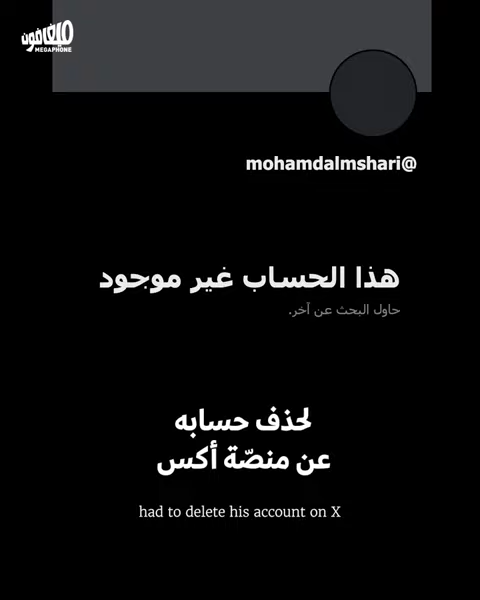 ميغافون
MEGAPHONE
@mohamdalmshari
هذا الحساب غير موجود
حاول البحث عن آخر.
لحذف حسابه
عن منصّة أكس
had to delete his account on X